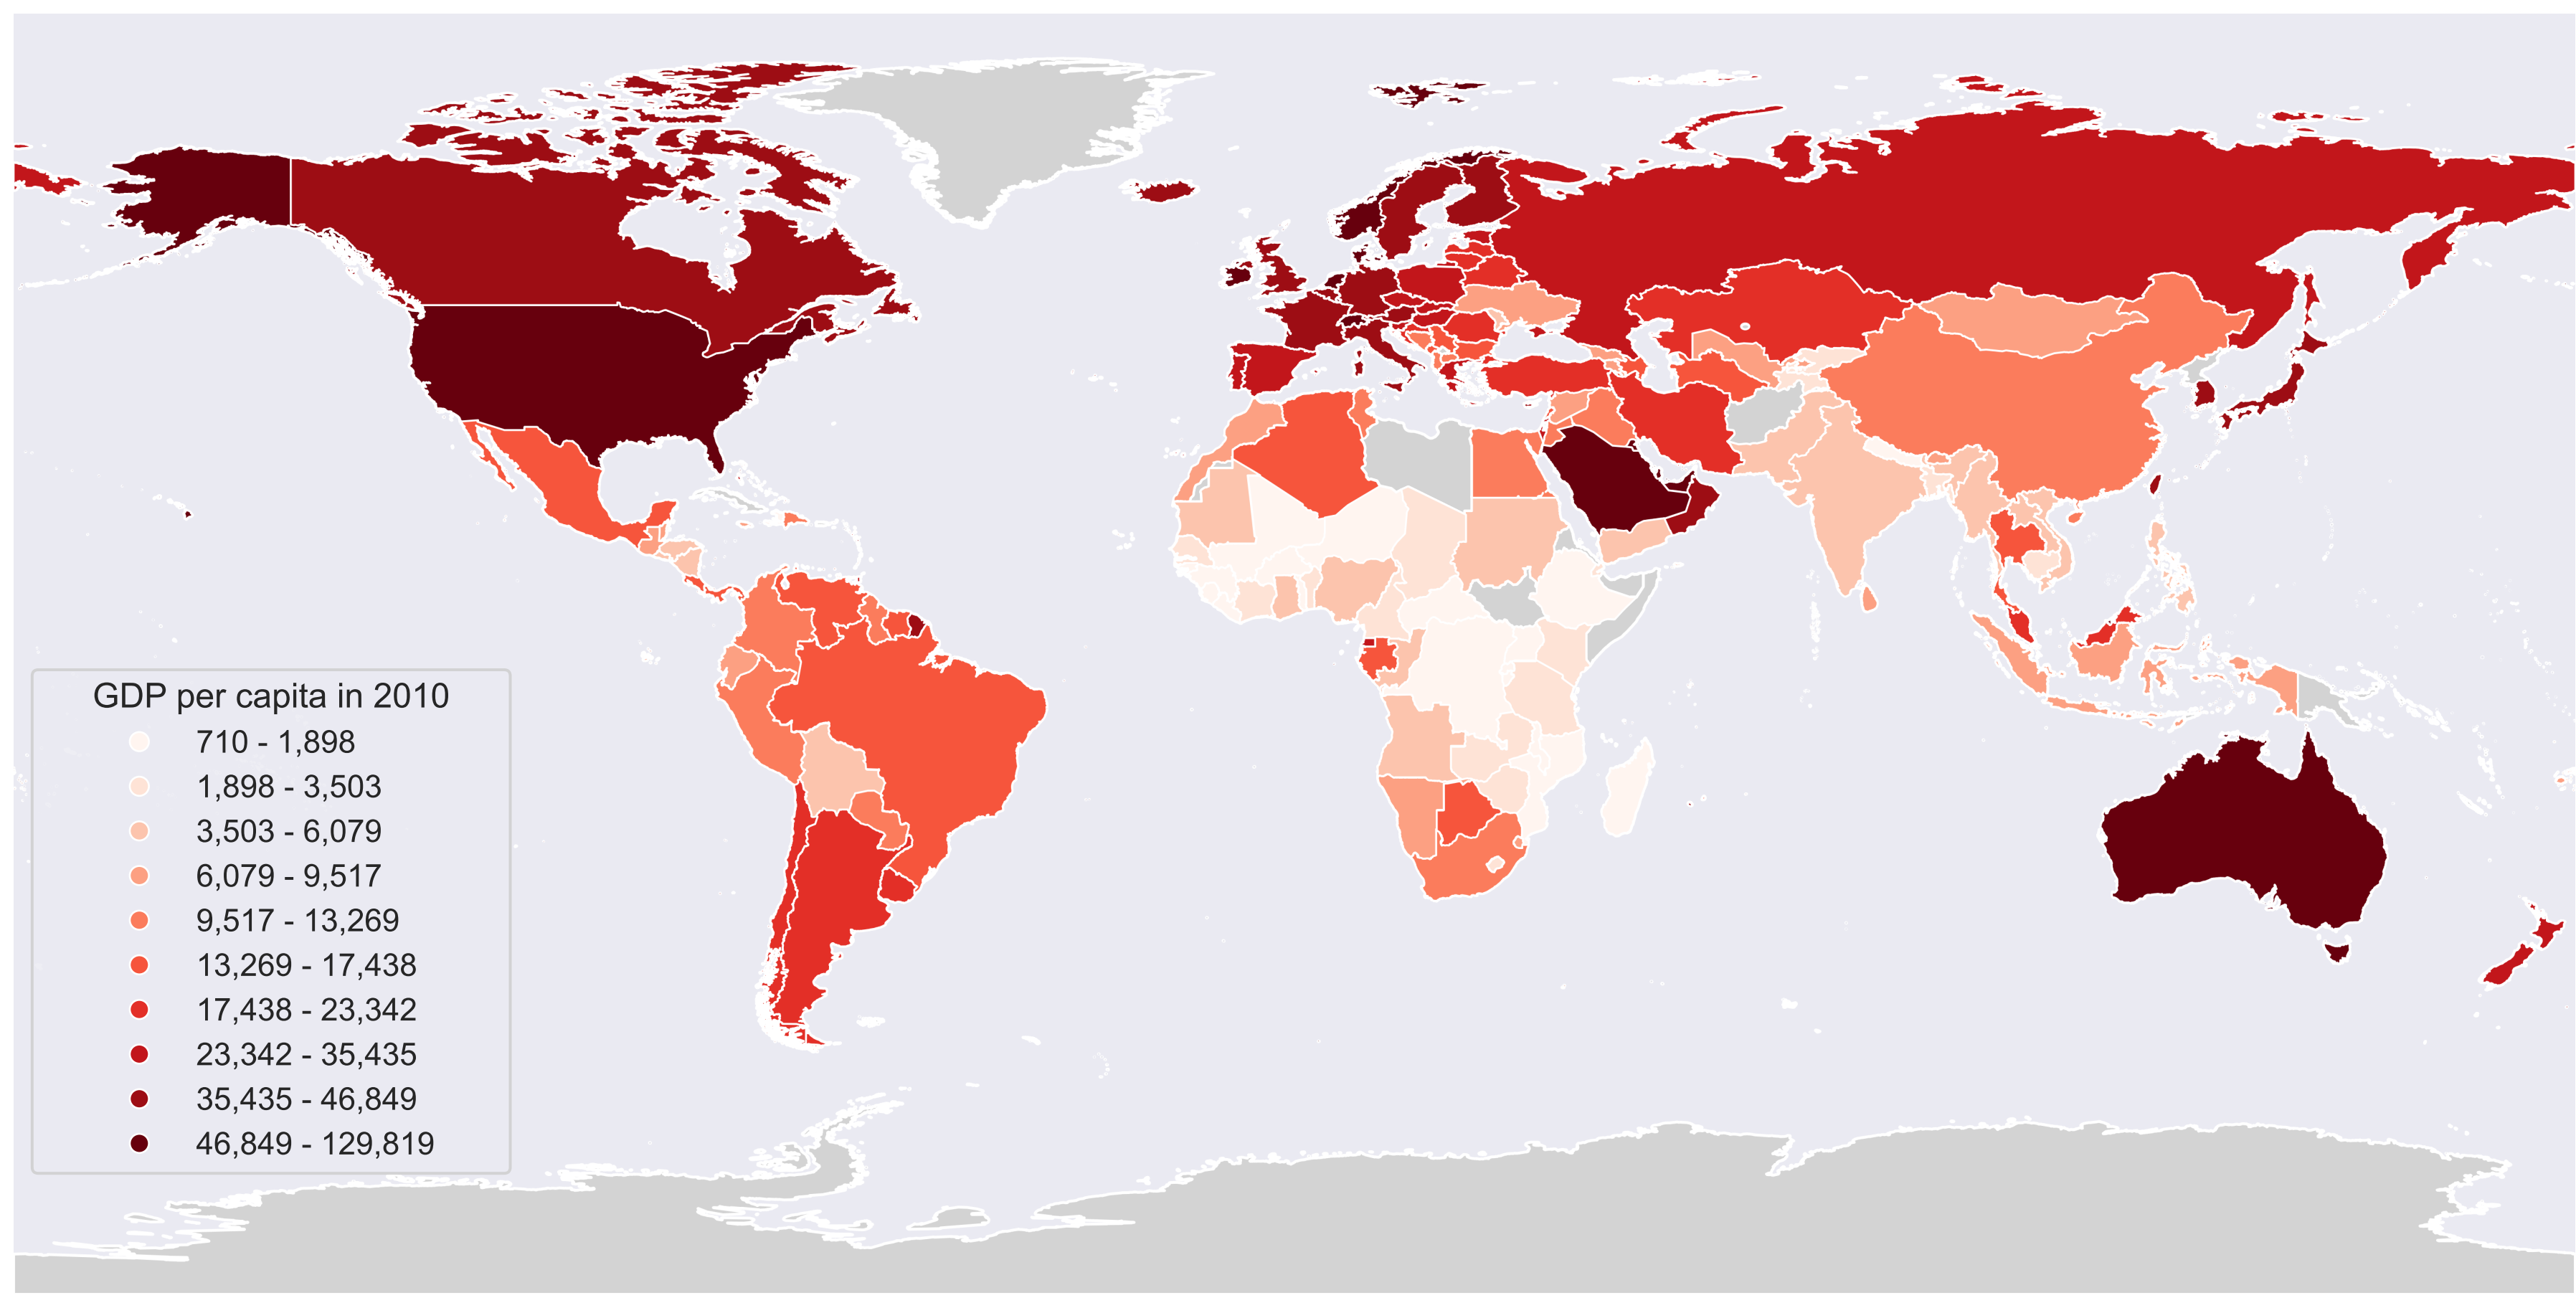 GDP per capita in 2010
710 - 1,898
1,898 - 3,503
3,503 - 6,079
6,079 - 9,517
9,517 - 13,269
13,269 - 17,438
17,438 - 23,342
23,342 - 35,435
35,435 - 46,849
46,849 - 129,819